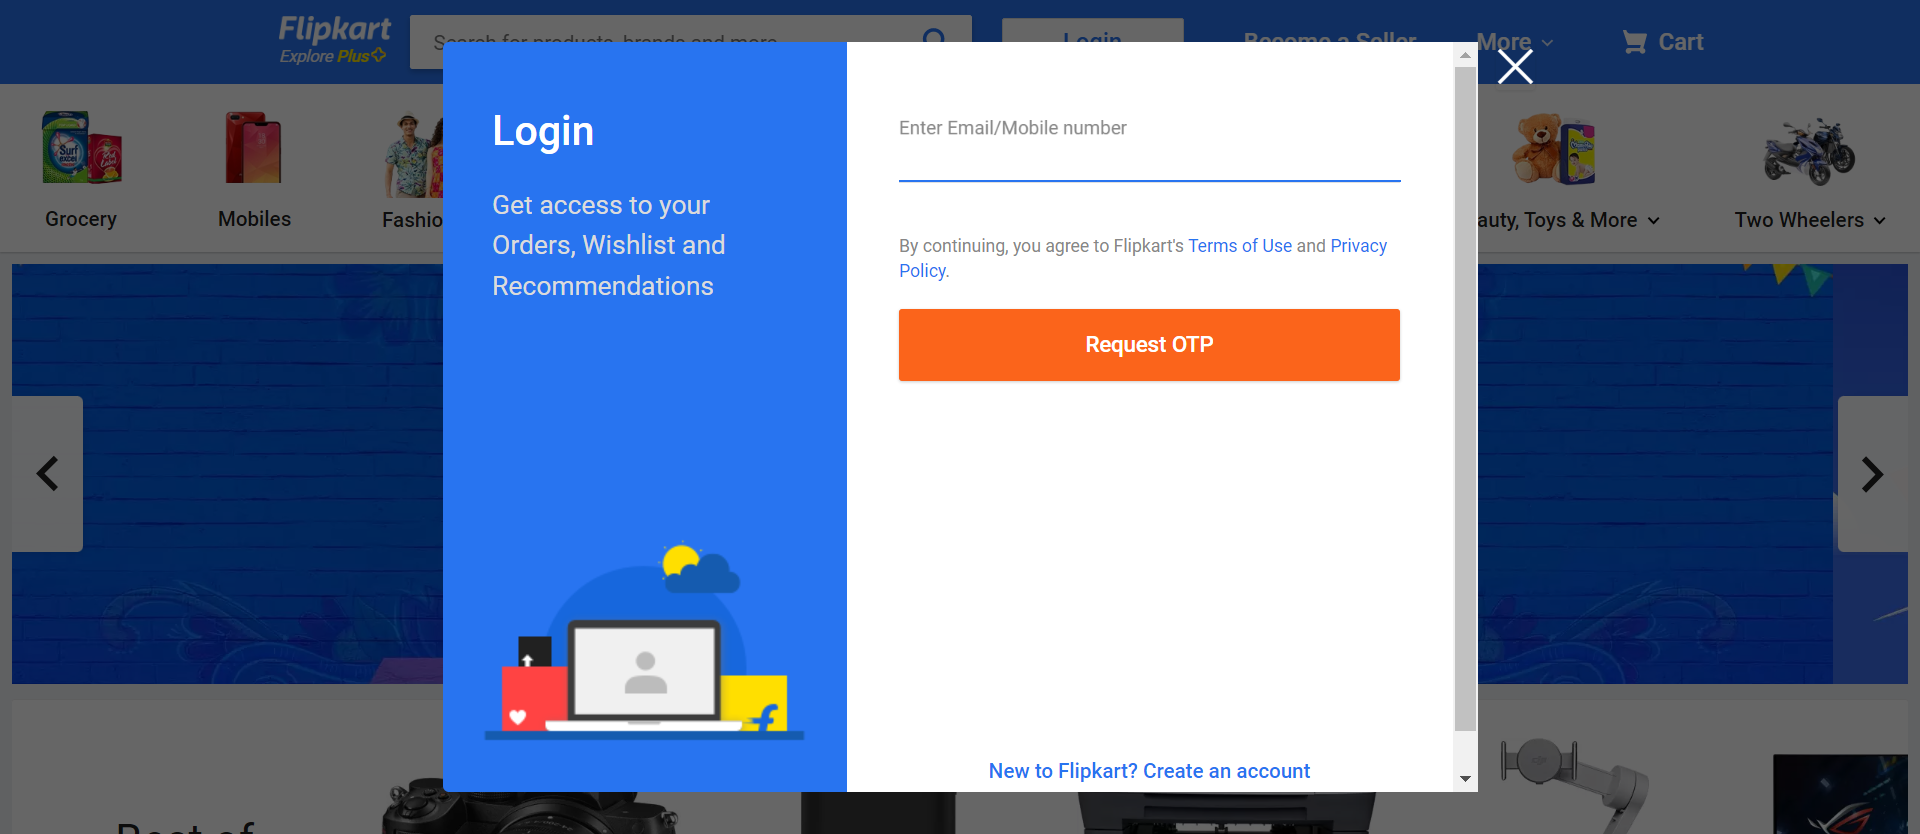 Flipkart
Explore Plus
Search for products, brands and more
Login
Become a Seller
More
Cart
Grocery
Mobiles
Fashio
auty, Toys & More
Two Wheelers
Login
Get access to your
Orders, Wishlist and
Recommendations
Enter Email/Mobile number
By continuing, you agree to Flipkart's Terms of Use and Privacy
Policy.
Request OTP
New to Flipkart? Create an account
Surf
excel
Best of